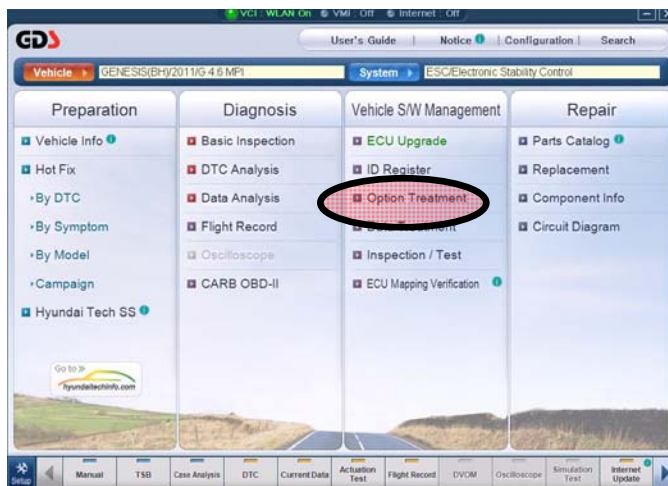 VCI : WLAN On VMI : Off Internet : Off
GDS
User's Guide | Notice | Configuration | Search
Vehicle GENESIS(BH)/2011/G 4.6 MPI System ESC/Electronic Stability Control
Preparation
Vehicle Info
Hot Fix
By DTC
By Symptom
By Model
Campaign
Hyundai Tech SS
Go to
hyundaitechinfo.com
Diagnosis
Basic Inspection
DTC Analysis
Data Analysis
Flight Record
Oscilloscope
CARB OBD-II
Vehicle S/W Management
ECU Upgrade
ID Register
Option Treatment
Data Treatment
Inspection / Test
ECU Mapping Verification
Repair
Parts Catalog
Replacement
Component Info
Circuit Diagram
Setup Manual TSB Case Analysis DTC Current Data Actuation Test Flight Record DVOM Oscilloscope Simulation Test Internet Update